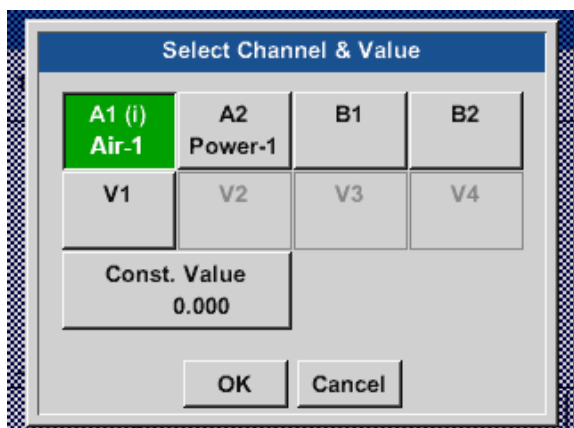 Select Channel & Value
A1 (i) A2 B1 B2
Air-1 Power-1
V1 V2 V3 V4
Const. Value
0.000
OK Cancel